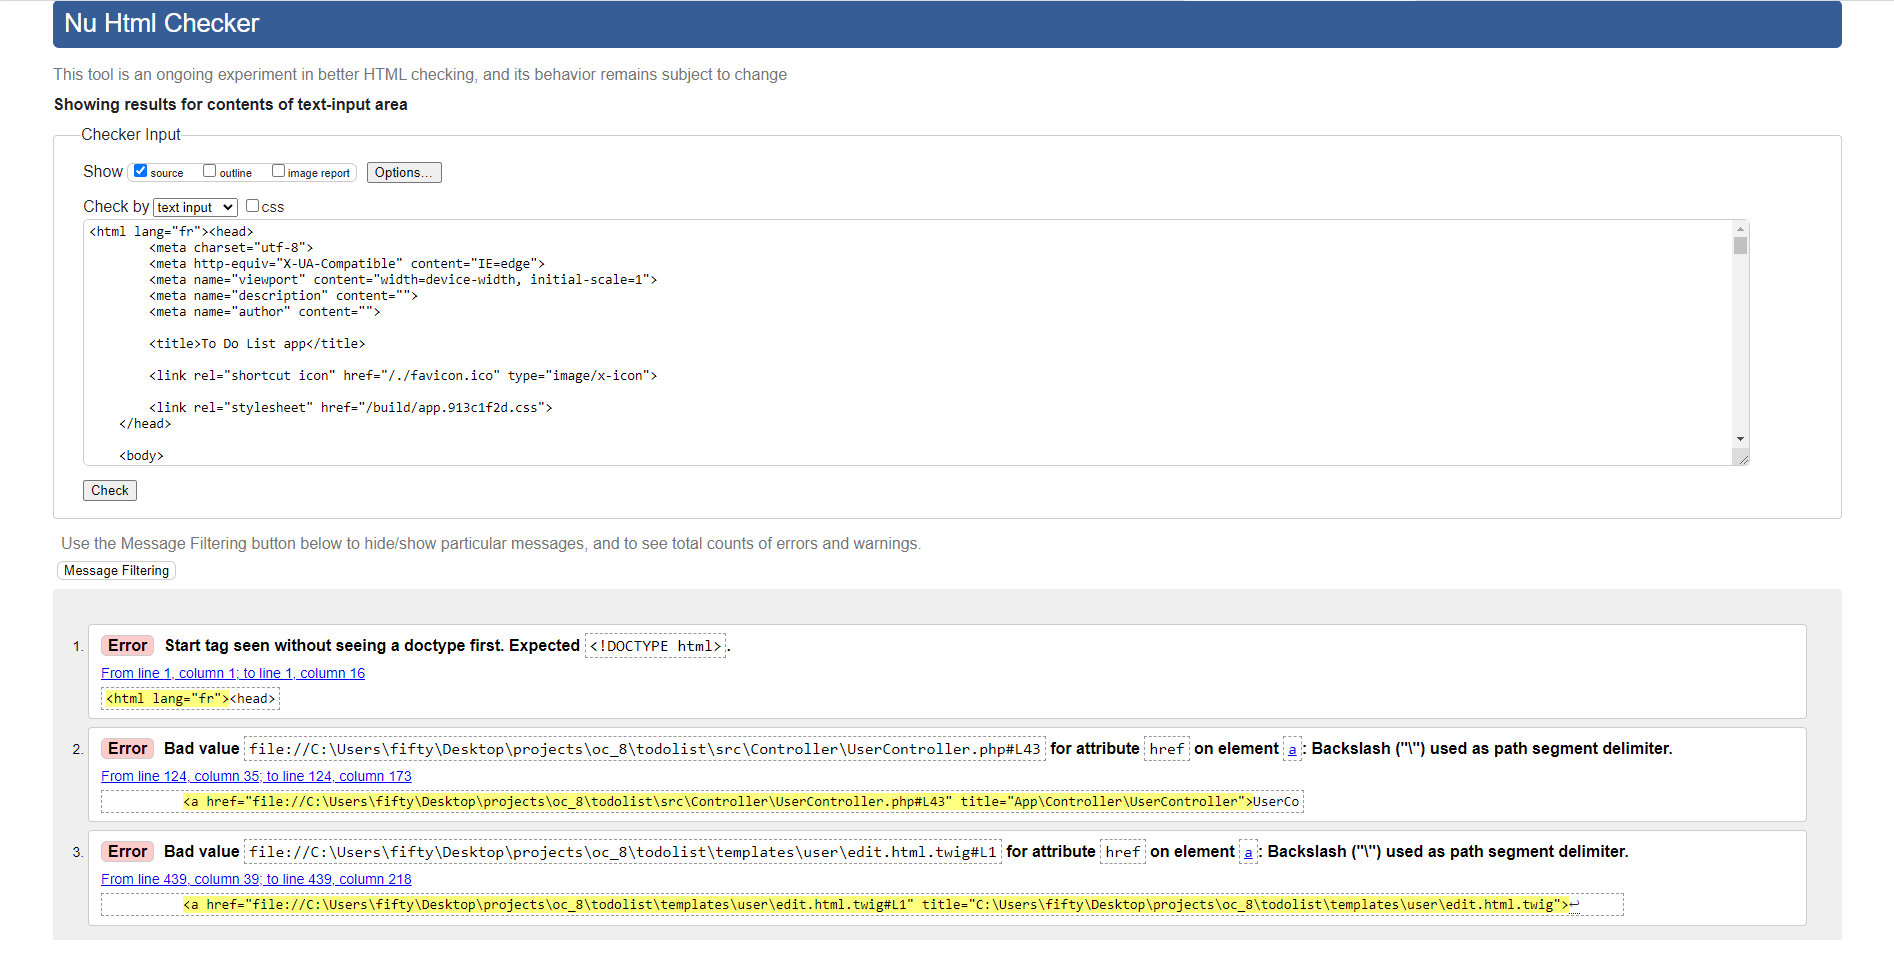 Nu Html Checker
This tool is an ongoing experiment in better HTML checking, and its behavior remains subject to change
Showing results for contents of text-input area
Checker Input
Show source outline image report Options...
Check by text input css
<html lang="fr"><head>
<meta charset="utf-8">
<meta http-equiv="X-UA-Compatible" content="IE=edge">
<meta name="viewport" content="width=device-width, initial-scale=1">
<meta name="description" content="">
<meta name="author" content="">
<title>To Do List app</title>
<link rel="shortcut icon" href="/./favicon.ico" type="image/x-icon">
<link rel="stylesheet" href="/build/app.913c1f2d.css">
</head>
<body>
Check
Use the Message Filtering button below to hide/show particular messages, and to see total counts of errors and warnings.
Message Filtering
1. Error Start tag seen without seeing a doctype first. Expected <!DOCTYPE html>.
From line 1, column 1; to line 1, column 16
<html lang="fr"><head>
2. Error Bad value file://C:\Users\fifty\Desktop\projects\oc_8\todolist\src\Controller\UserController.php#L43 for attribute href on element a: Backslash ("\") used as path segment delimiter.
From line 124, column 35; to line 124, column 173
<a href="file://C:\Users\fifty\Desktop\projects\oc_8\todolist\src\Controller\UserController.php#L43" title="App\Controller\UserController">UserCo
3. Error Bad value file://C:\Users\fifty\Desktop\projects\oc_8\todolist\templates\user\edit.html.twig#L1 for attribute href on element a: Backslash ("\") used as path segment delimiter.
From line 439, column 39; to line 439, column 218
<a href="file://C:\Users\fifty\Desktop\projects\oc_8\todolist\templates\user\edit.html.twig#L1" title="C:\Users\fifty\Desktop\projects\oc_8\todolist\templates\user\edit.html.twig">↩